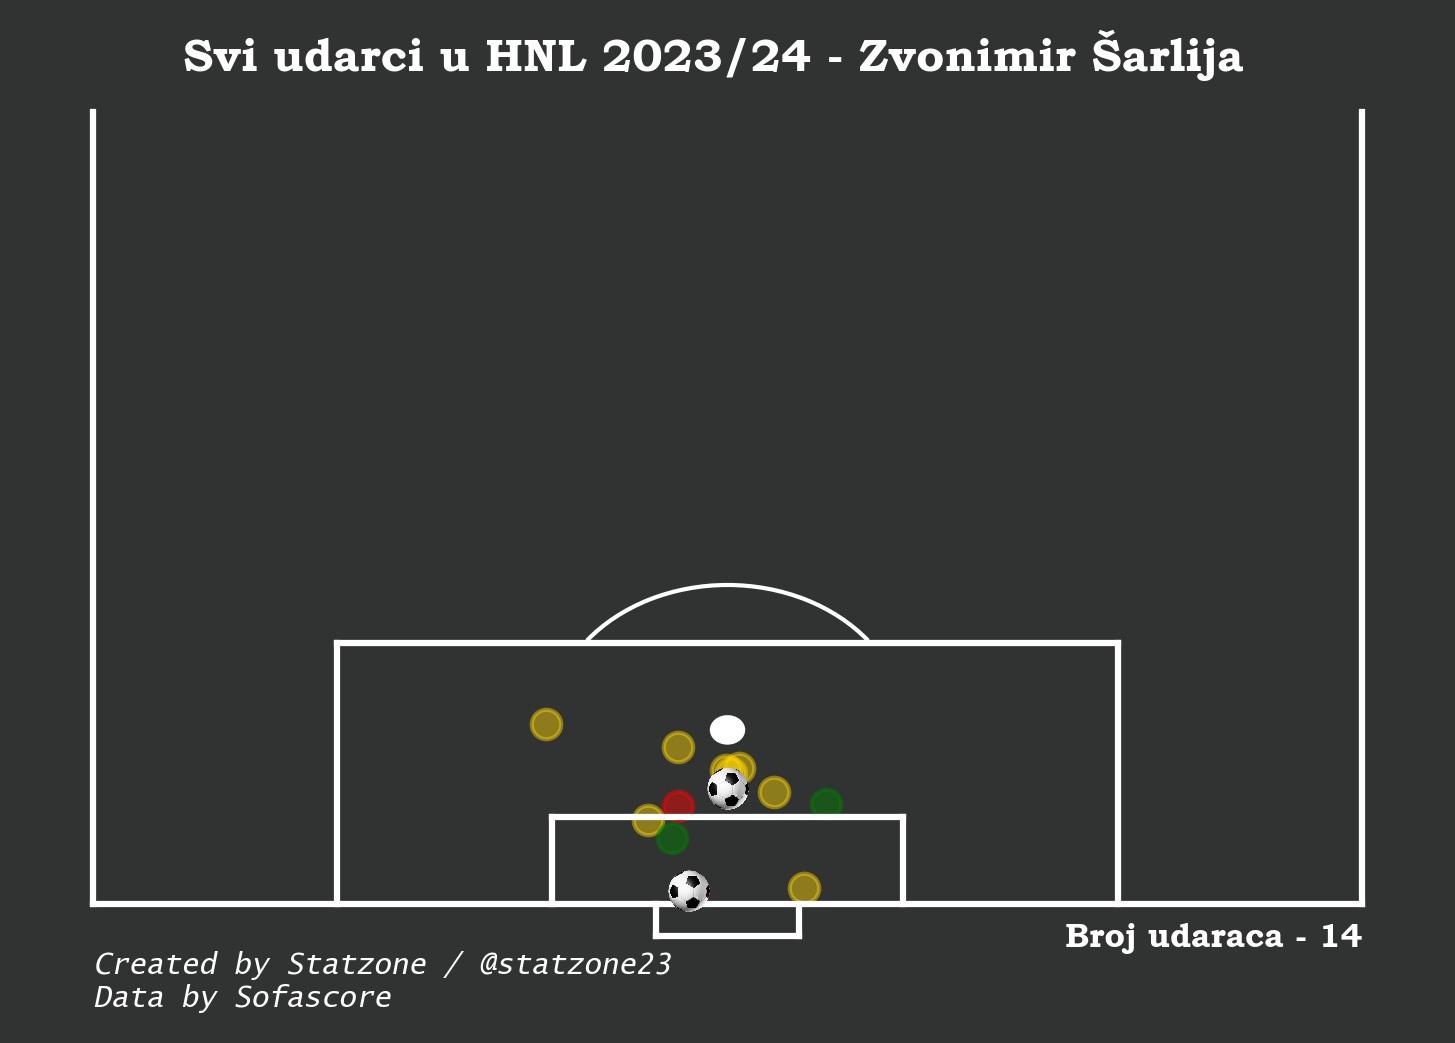 Svi udarci u HNL 2023/24 - Zvonimir Šarlija
Broj udaraca - 14
Created by Statzone / @statzone23
Data by Sofascore